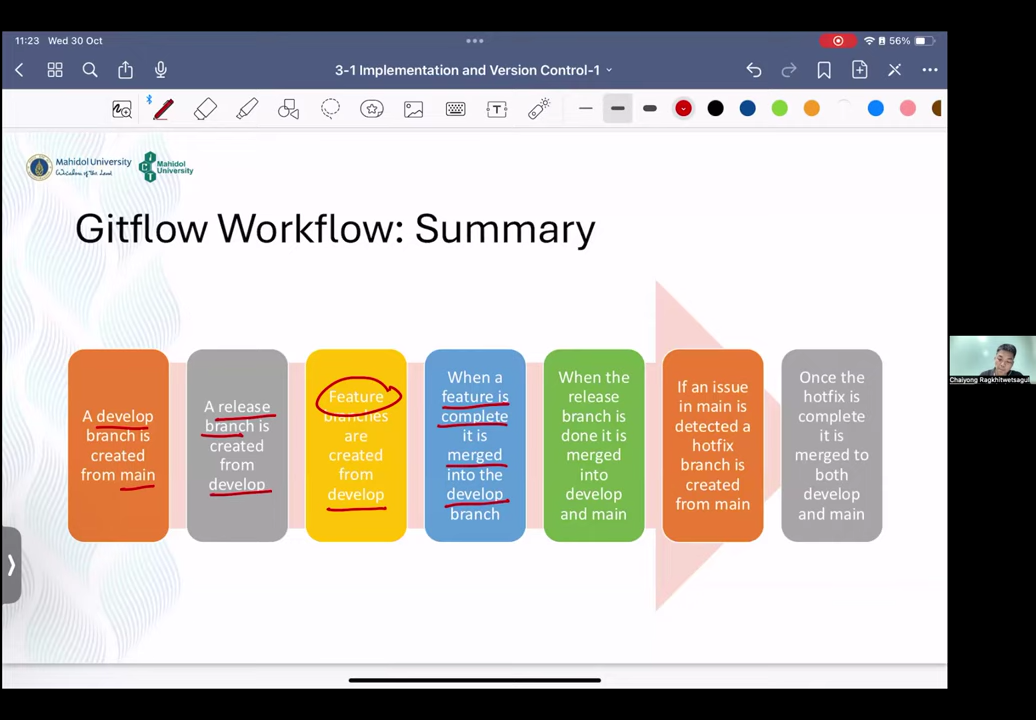 11:23 Wed 30 Oct
56%
3-1 Implementation and Version Control-1
Mahidol University
Wisdom of the Land
Mahidol
University
Gitflow Workflow: Summary
A develop
branch is
created
from main
A release
branch is
created
from
develop
Feature
branches
are
created
from
develop
When a
feature is
complete
it is
merged
into the
develop
branch
When the
release
branch is
done it is
merged
into
develop
and main
If an issue
in main is
detected a
hotfix
branch is
created
from main
Once the
hotfix is
complete
it is
merged to
both
develop
and main